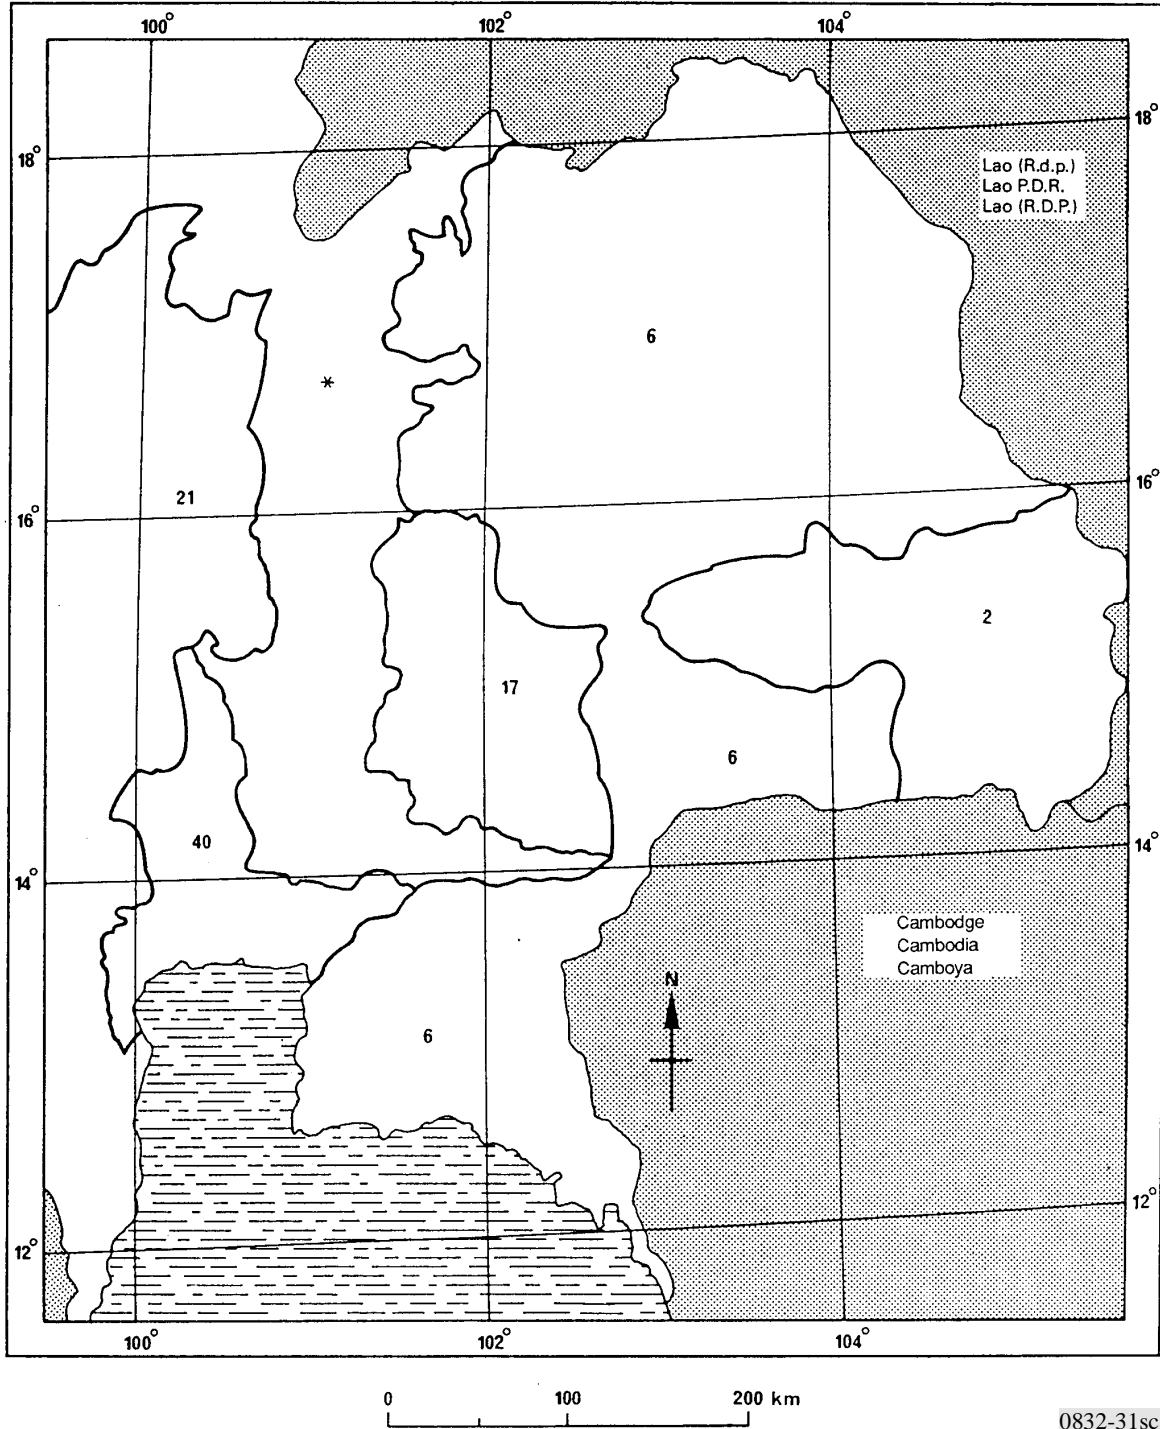 100° 102° 104°
18° 18°
Lao (R.d.p.)
Lao P.D.R.
Lao (R.D.P.)
6
*
21
16° 16°
2
17
6
40
14° 14°
Cambodge
Cambodia
Camboya
N
6
12° 12°
100° 102° 104°
0 100 200 km
0832-31sc